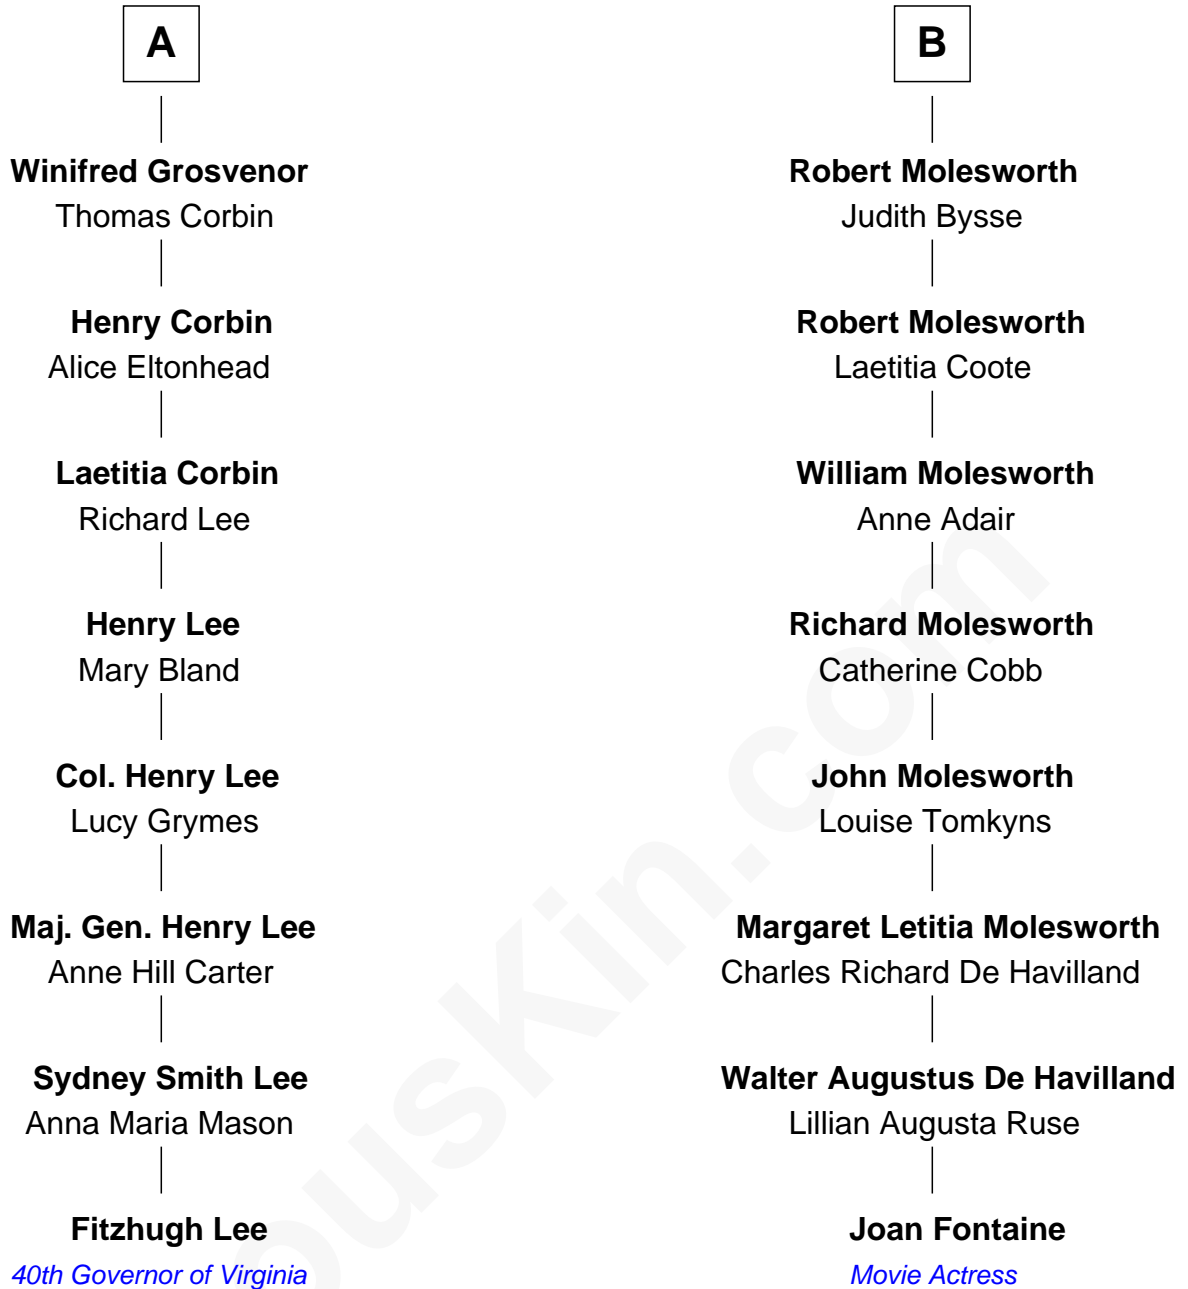 A
Winifred Grosvenor
Thomas Corbin
Henry Corbin
Alice Eltonhead
Laetitia Corbin
Richard Lee
Henry Lee
Mary Bland
Col. Henry Lee
Lucy Grymes
Maj. Gen. Henry Lee
Anne Hill Carter
Sydney Smith Lee
Anna Maria Mason
Fitzhugh Lee
40th Governor of Virginia
B
Robert Molesworth
Judith Bysse
Robert Molesworth
Laetitia Coote
William Molesworth
Anne Adair
Richard Molesworth
Catherine Cobb
John Molesworth
Louise Tomkyns
Margaret Letitia Molesworth
Charles Richard De Havilland
Walter Augustus De Havilland
Lillian Augusta Ruse
Joan Fontaine
Movie Actress
ousKin.com